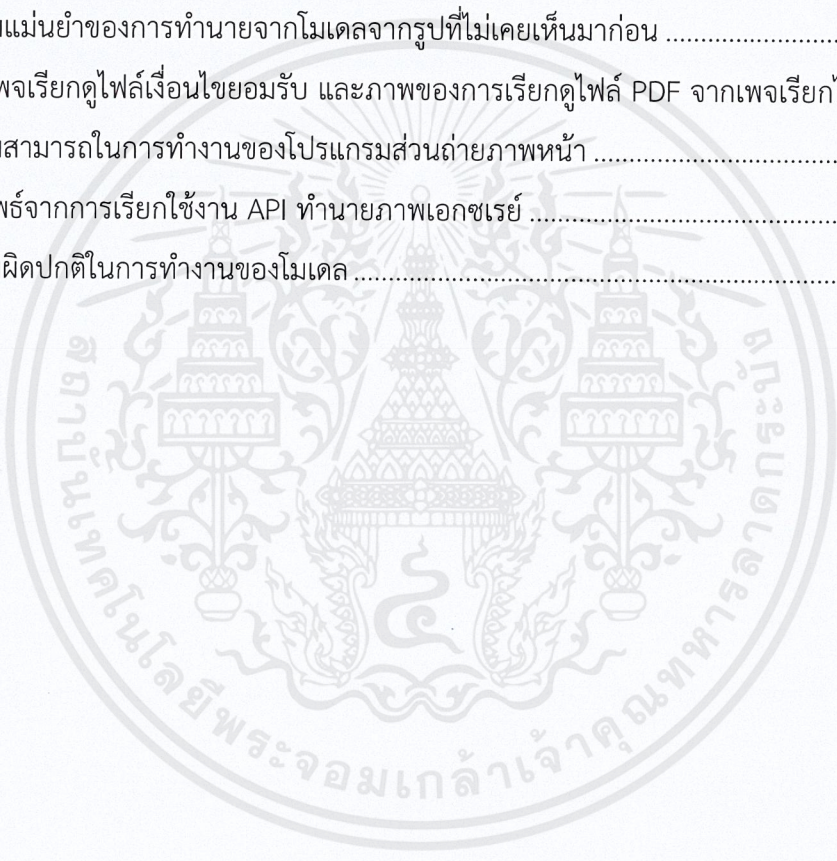 แม่นยำของการทำนายจากโมเดลจากรูปที่ไม่เคยเห็นมาก่อน ........................
พจเรียกดูไฟล์เงื่อนไขยอมรับ และภาพของการเรียกดูไฟล์ PDF จากเพจเรียก
สามารถในการทำงานของโปรแกรมส่วนถ่ายภาพหน้า ..................................
พธ์จากการเรียกใช้งาน API ทำนายภาพเอกซเรย์ ............................................
ผิดปกติในการทำงานของโมเดล ......................................................................
สถาบันเทคโนโลยีพระจอมเกล้าเจ้าคุณทหารลาดกระบัง